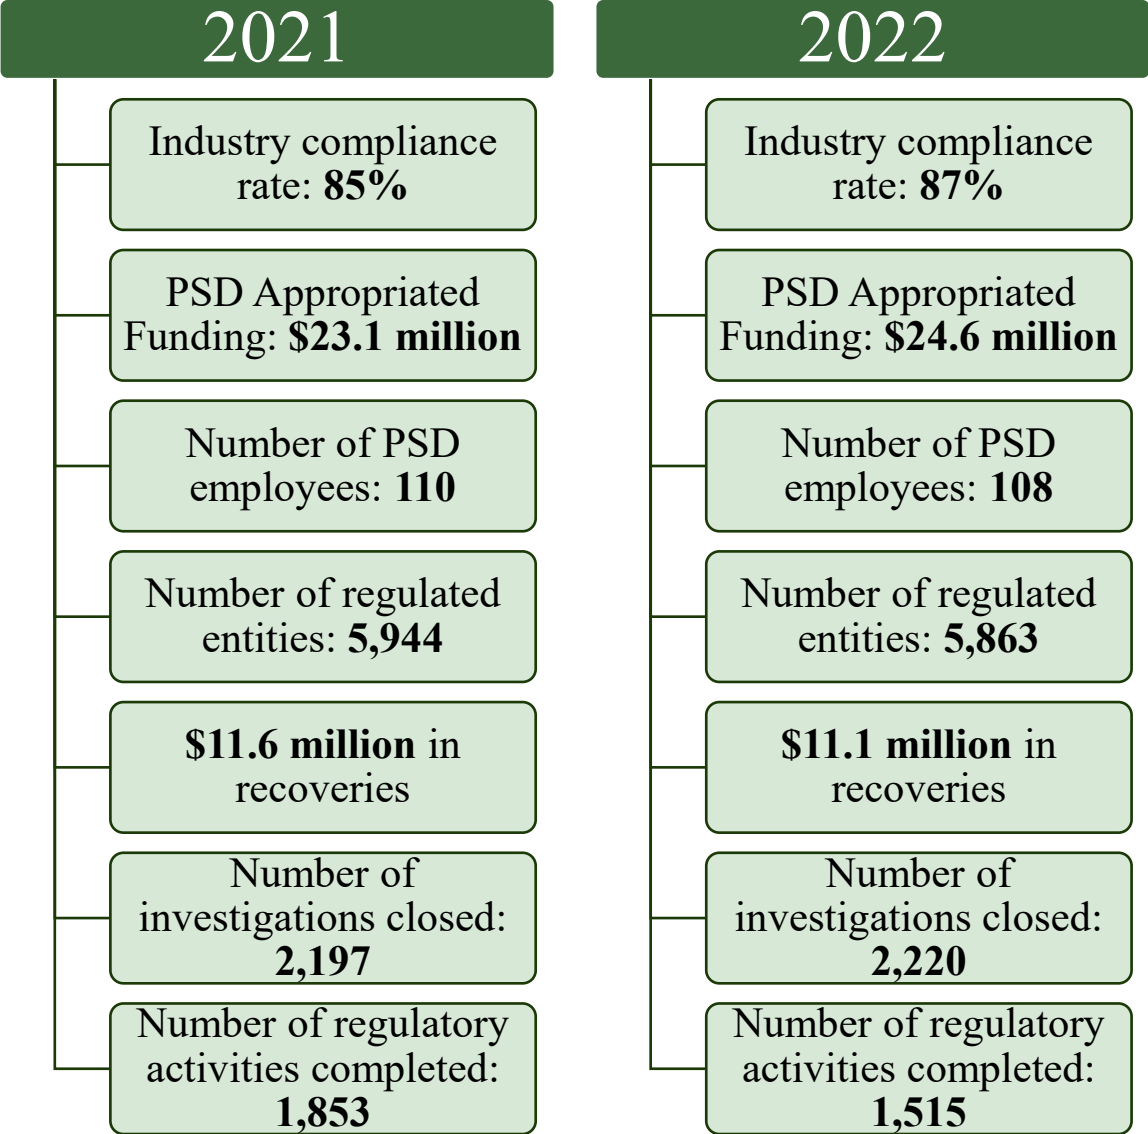 2021
Industry compliance
rate: 85%
PSD Appropriated
Funding: $23.1 million
Number of PSD
employees: 110
Number of regulated
entities: 5,944
$11.6 million in
recoveries
Number of
investigations closed:
2,197
Number of regulatory
activities completed:
1,853
2022
Industry compliance
rate: 87%
PSD Appropriated
Funding: $24.6 million
Number of PSD
employees: 108
Number of regulated
entities: 5,863
$11.1 million in
recoveries
Number of
investigations closed:
2,220
Number of regulatory
activities completed:
1,515